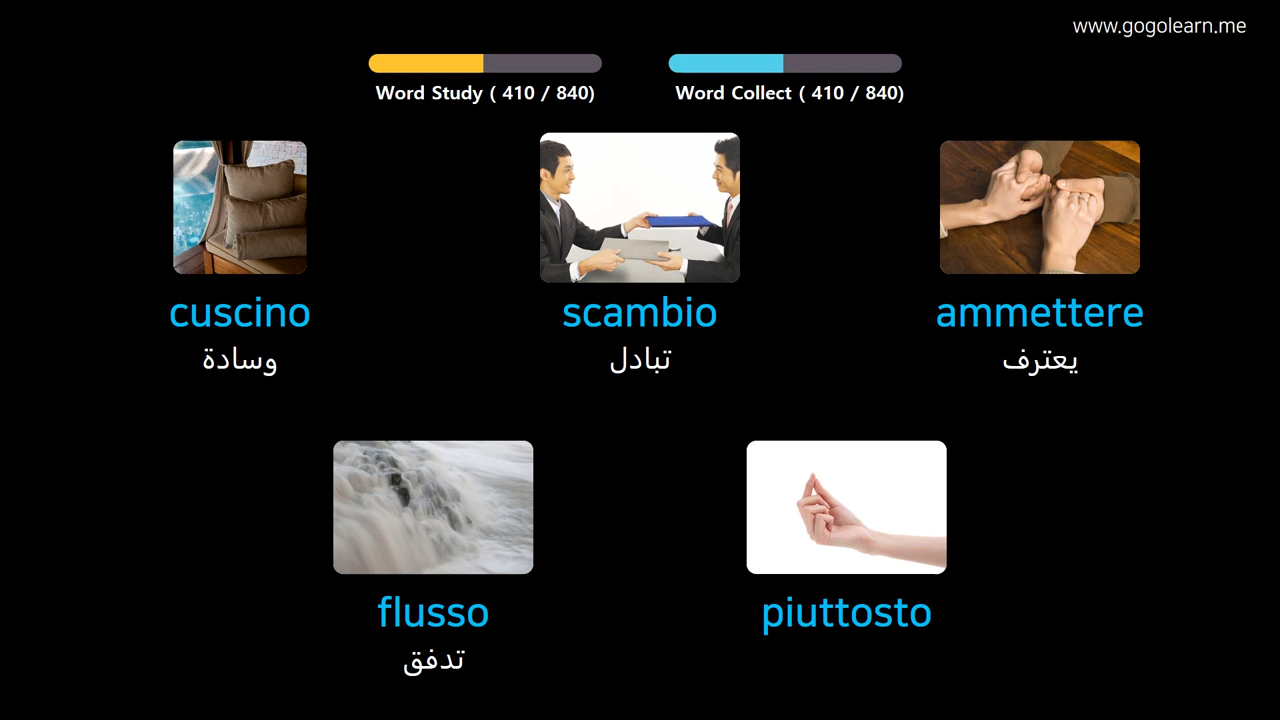 www.gogolearn.me
Word Study ( 410 / 840)
Word Collect ( 410 / 840)
cuscino
وسادة
scambio
تبادل
ammettere
يعترف
flusso
تدفق
piuttosto